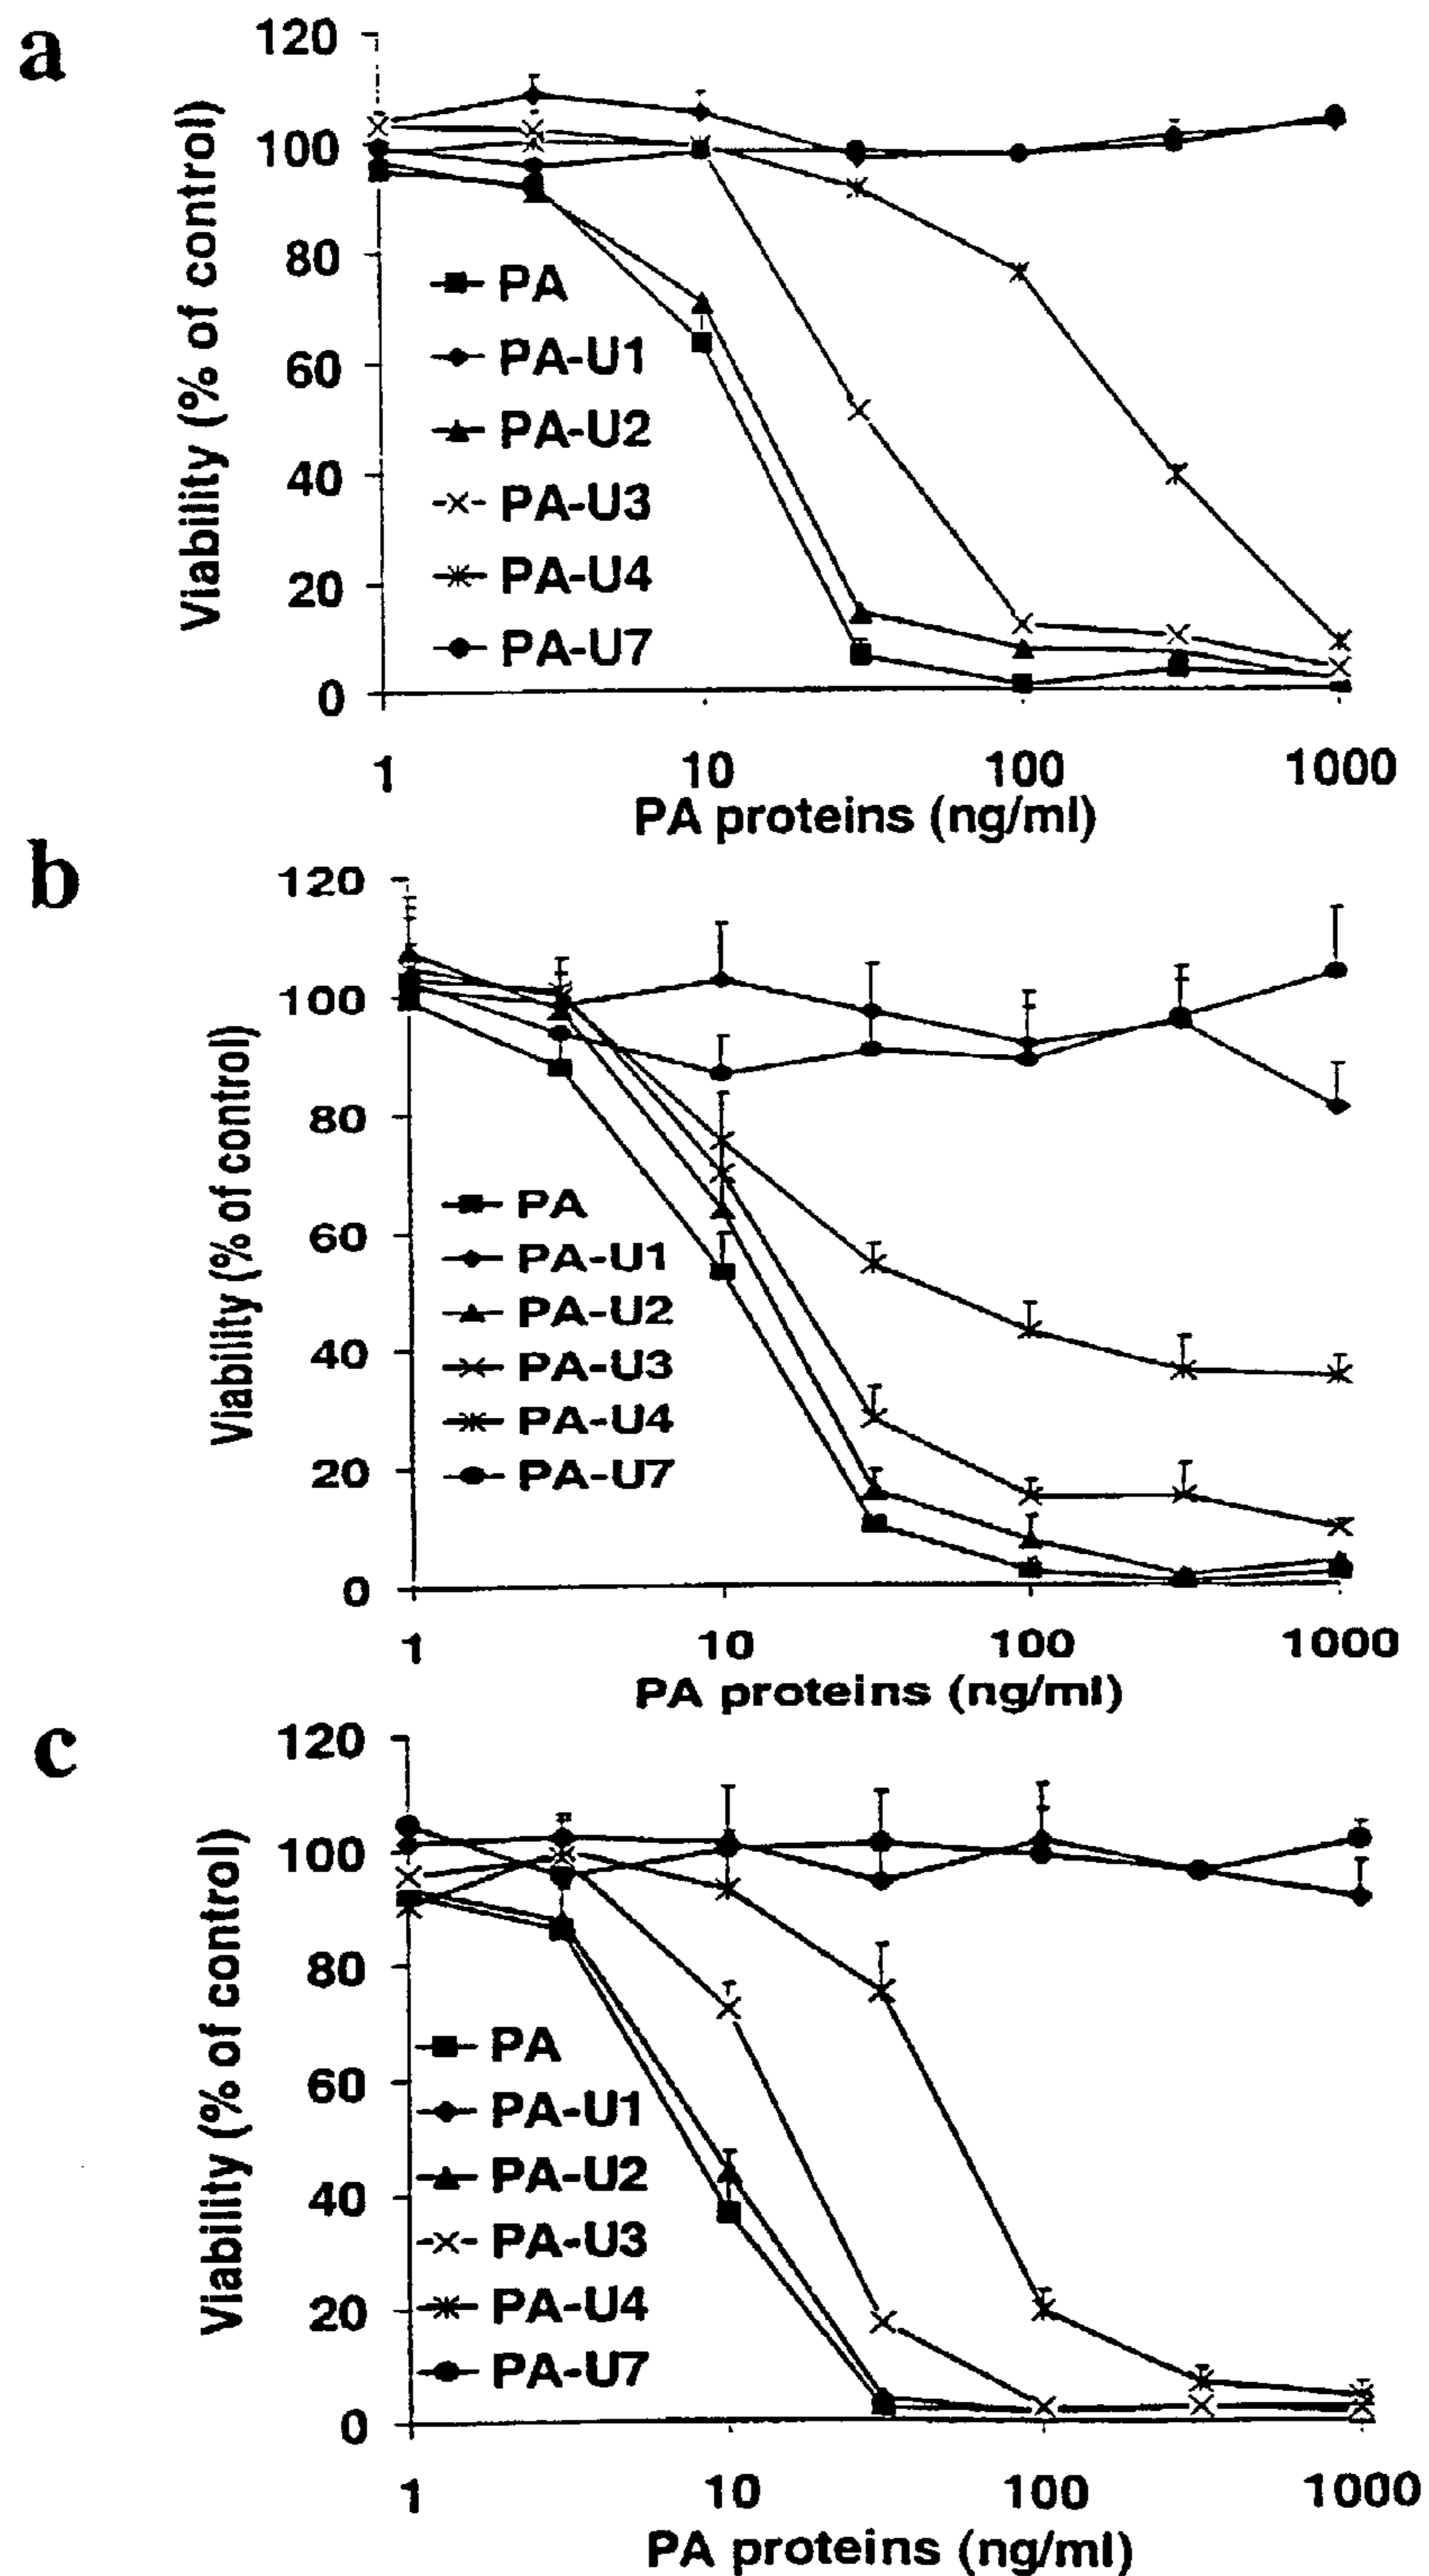 a
120
100
80
60
40
20
0
Viability (% of control)
PA
PA-U1
PA-U2
PA-U3
PA-U4
PA-U7
1 10 100 1000
PA proteins (ng/ml)
b
120
100
80
60
40
20
0
Viability (% of control)
PA
PA-U1
PA-U2
PA-U3
PA-U4
PA-U7
1 10 100 1000
PA proteins (ng/ml)
c
120
100
80
60
40
20
0
Viability (% of control)
PA
PA-U1
PA-U2
PA-U3
PA-U4
PA-U7
1 10 100 1000
PA proteins (ng/ml)